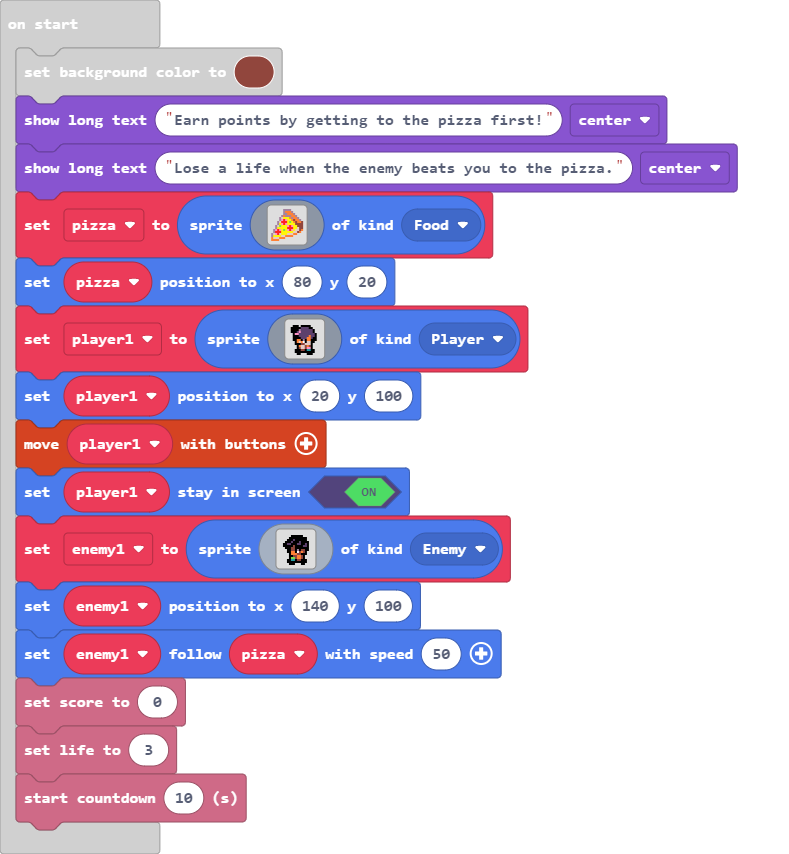 on start
set background color to
show long text "Earn points by getting to the pizza first!" center
show long text "Lose a life when the enemy beats you to the pizza." center
set pizza to sprite of kind Food
set pizza position to x 80 y 20
set player1 to sprite of kind Player
set player1 position to x 20 y 100
move player1 with buttons
set player1 stay in screen ON
set enemy1 to sprite of kind Enemy
set enemy1 position to x 140 y 100
set enemy1 follow pizza with speed 50
set score to 0
set life to 3
start countdown 10 (s)